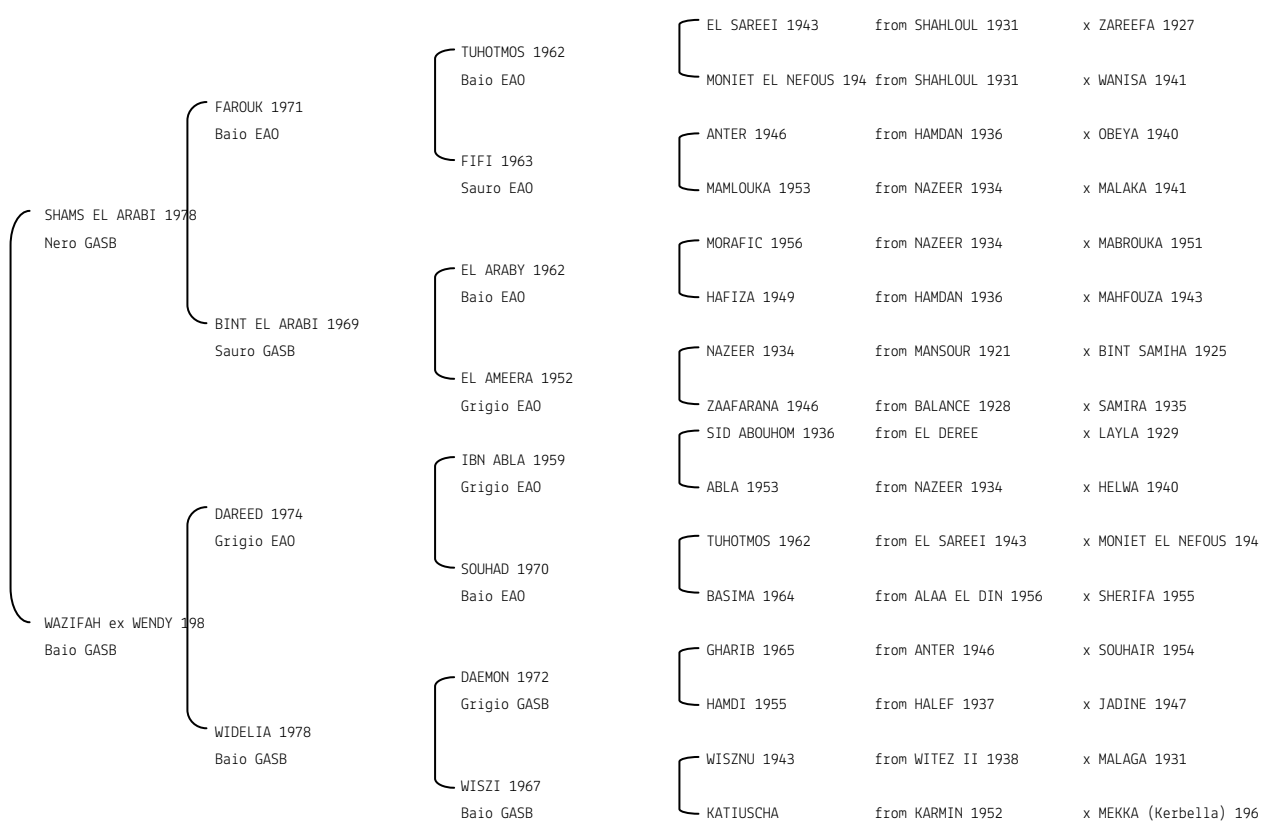 EL SAREEI 1943 from SHAHLOUL 1931 x ZAREEFA 1927
TUHOTMOS 1962
Baio EAO MONIET EL NEFOUS 194 from SHAHLOUL 1931 x WANISA 1941
FAROUK 1971
Baio EAO ANTER 1946 from HAMDAN 1936 x OBEYA 1940
FIFI 1963
Sauro EAO MAMLOUKA 1953 from NAZEER 1934 x MALAKA 1941
SHAMS EL ARABI 1978
Nero GASB MORAFIC 1956 from NAZEER 1934 x MABROUKA 1951
EL ARABY 1962
Baio EAO HAFIZA 1949 from HAMDAN 1936 x MAHFOUZA 1943
BINT EL ARABI 1969
Sauro GASB NAZEER 1934 from MANSOUR 1921 x BINT SAMIHA 1925
EL AMEERA 1952
Grigio EAO ZAAFARANA 1946 from BALANCE 1928 x SAMIRA 1935
SID ABOUHOM 1936 from EL DEREE x LAYLA 1929
IBN ABLA 1959
Grigio EAO ABLA 1953 from NAZEER 1934 x HELWA 1940
DAREED 1974
Grigio EAO TUHOTMOS 1962 from EL SAREEI 1943 x MONIET EL NEFOUS 194
SOUHAD 1970
Baio EAO BASIMA 1964 from ALAA EL DIN 1956 x SHERIFA 1955
WAZIFAH ex WENDY 198
Baio GASB GHARIB 1965 from ANTER 1946 x SOUHAIR 1954
DAEMON 1972
Grigio GASB HAMDI 1955 from HALEF 1937 x JADINE 1947
WIDELIA 1978
Baio GASB WISZNU 1943 from WITEZ II 1938 x MALAGA 1931
WISZI 1967
Baio GASB KATIUSCHA from KARMIN 1952 x MEKKA (Kerbella) 196